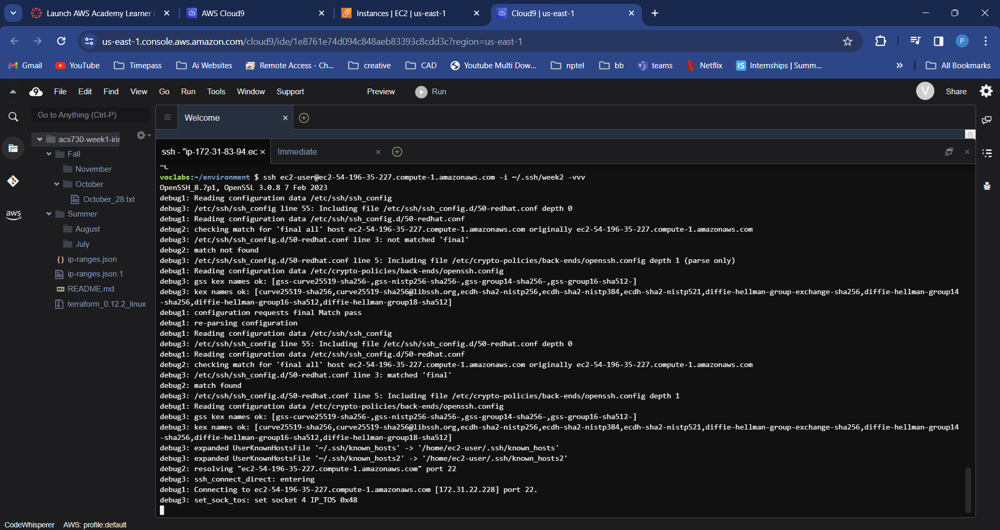 Launch AWS Academy Learner L
AWS Cloud9
Instances | EC2 | us-east-1
Cloud9 | us-east-1
us-east-1.console.aws.amazon.com/cloud9/ide/1e8761e74d094c848aeb83393c8cdd3c?region=us-east-1
P
Gmail YouTube Timepass Ai Websites Remote Access - Ch... creative CAD Youtube Multi Dow... nptel bb teams Netflix IS Internships | Summ... » All Bookmarks
9 File Edit Find View Go Run Tools Window Support Preview Run V Share
Go to Anything (Ctrl-P)
Welcome
acs730-week1-irir
Fall
November
October
October_28.txt
Summer
August
July
{} ip-ranges.json
ip-ranges.json.1
README.md
terraform_0.12.2_linux
aws
ssh - "ip-172-31-83-94.ec:
Immediate
^C
voclabs:~/environment $ ssh ec2-user@ec2-54-196-35-227.compute-1.amazonaws.com -i ~/.ssh/week2 -vvv
OpenSSH_8.7p1, OpenSSL 3.0.8 7 Feb 2023
debug1: Reading configuration data /etc/ssh/ssh_config
debug3: /etc/ssh/ssh_config line 55: Including file /etc/ssh/ssh_config.d/50-redhat.conf depth 0
debug1: Reading configuration data /etc/ssh/ssh_config.d/50-redhat.conf
debug2: checking match for 'final all' host ec2-54-196-35-227.compute-1.amazonaws.com originally ec2-54-196-35-227.compute-1.amazonaws.com
debug3: /etc/ssh/ssh_config.d/50-redhat.conf line 3: not matched 'final'
debug2: match not found
debug3: /etc/ssh/ssh_config.d/50-redhat.conf line 5: Including file /etc/crypto-policies/back-ends/openssh.config depth 1 (parse only)
debug1: Reading configuration data /etc/crypto-policies/back-ends/openssh.config
debug3: gss kex names ok: [gss-curve25519-sha256-,gss-nistp256-sha256-,gss-group14-sha256-,gss-group16-sha512-]
debug3: kex names ok: [curve25519-sha256,curve25519-sha256@libssh.org,ecdh-sha2-nistp256,ecdh-sha2-nistp384,ecdh-sha2-nistp521,diffie-hellman-group-exchange-sha256,diffie-hellman-group14
-sha256,diffie-hellman-group16-sha512,diffie-hellman-group18-sha512]
debug1: configuration requests final Match pass
debug1: re-parsing configuration
debug1: Reading configuration data /etc/ssh/ssh_config
debug3: /etc/ssh/ssh_config line 55: Including file /etc/ssh/ssh_config.d/50-redhat.conf depth 0
debug1: Reading configuration data /etc/ssh/ssh_config.d/50-redhat.conf
debug2: checking match for 'final all' host ec2-54-196-35-227.compute-1.amazonaws.com originally ec2-54-196-35-227.compute-1.amazonaws.com
debug3: /etc/ssh/ssh_config.d/50-redhat.conf line 3: matched 'final'
debug2: match found
debug3: /etc/ssh/ssh_config.d/50-redhat.conf line 5: Including file /etc/crypto-policies/back-ends/openssh.config depth 1
debug1: Reading configuration data /etc/crypto-policies/back-ends/openssh.config
debug3: gss kex names ok: [gss-curve25519-sha256-,gss-nistp256-sha256-,gss-group14-sha256-,gss-group16-sha512-]
debug3: kex names ok: [curve25519-sha256,curve25519-sha256@libssh.org,ecdh-sha2-nistp256,ecdh-sha2-nistp384,ecdh-sha2-nistp521,diffie-hellman-group-exchange-sha256,diffie-hellman-group14
-sha256,diffie-hellman-group16-sha512,diffie-hellman-group18-sha512]
debug3: expanded UserKnownHostsFile '~/.ssh/known_hosts' -> '/home/ec2-user/.ssh/known_hosts'
debug3: expanded UserKnownHostsFile '~/.ssh/known_hosts2' -> '/home/ec2-user/.ssh/known_hosts2'
debug2: resolving "ec2-54-196-35-227.compute-1.amazonaws.com" port 22
debug3: ssh_connect_direct: entering
debug1: Connecting to ec2-54-196-35-227.compute-1.amazonaws.com [172.31.22.228] port 22.
debug3: set_sock_tos: set socket 4 IP_TOS 0x48
CodeWhisperer AWS: profile:default